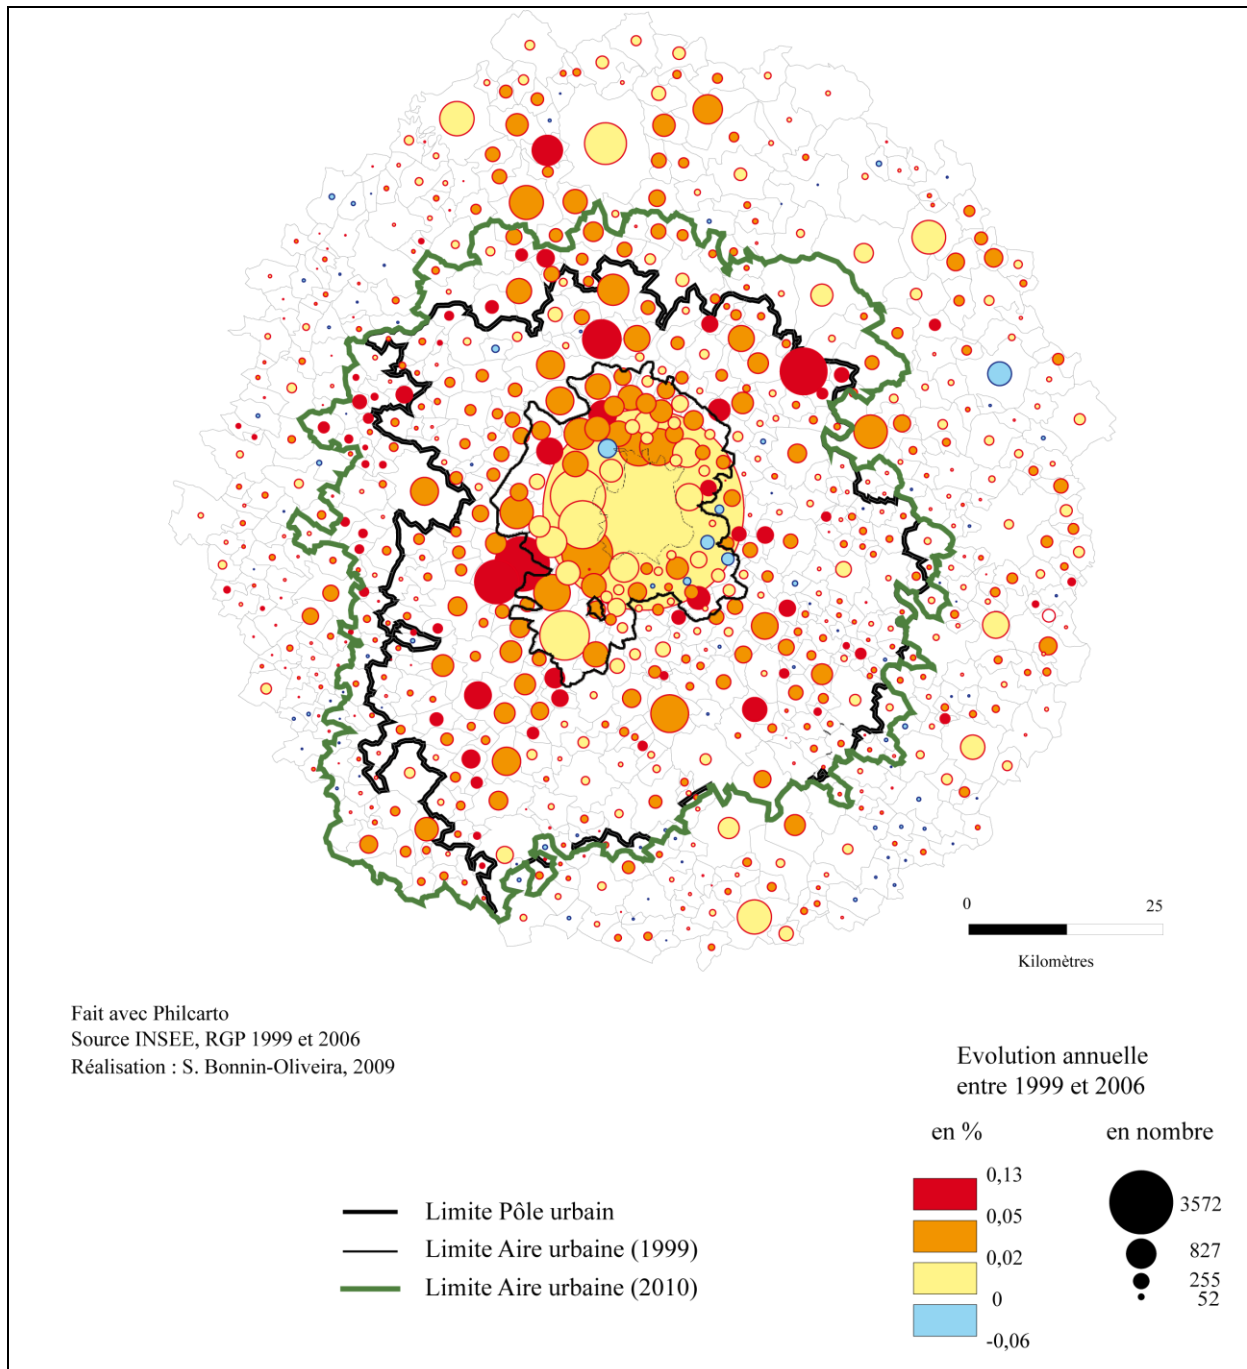 0 25
Kilomètres
Fait avec Philcarto
Source INSEE, RGP 1999 et 2006
Réalisation : S. Bonnin-Oliveira, 2009
Evolution annuelle
entre 1999 et 2006
en %
0,13
0,05
0,02
0
-0,06
en nombre
3572
827
255
52
Limite Pôle urbain
Limite Aire urbaine (1999)
Limite Aire urbaine (2010)